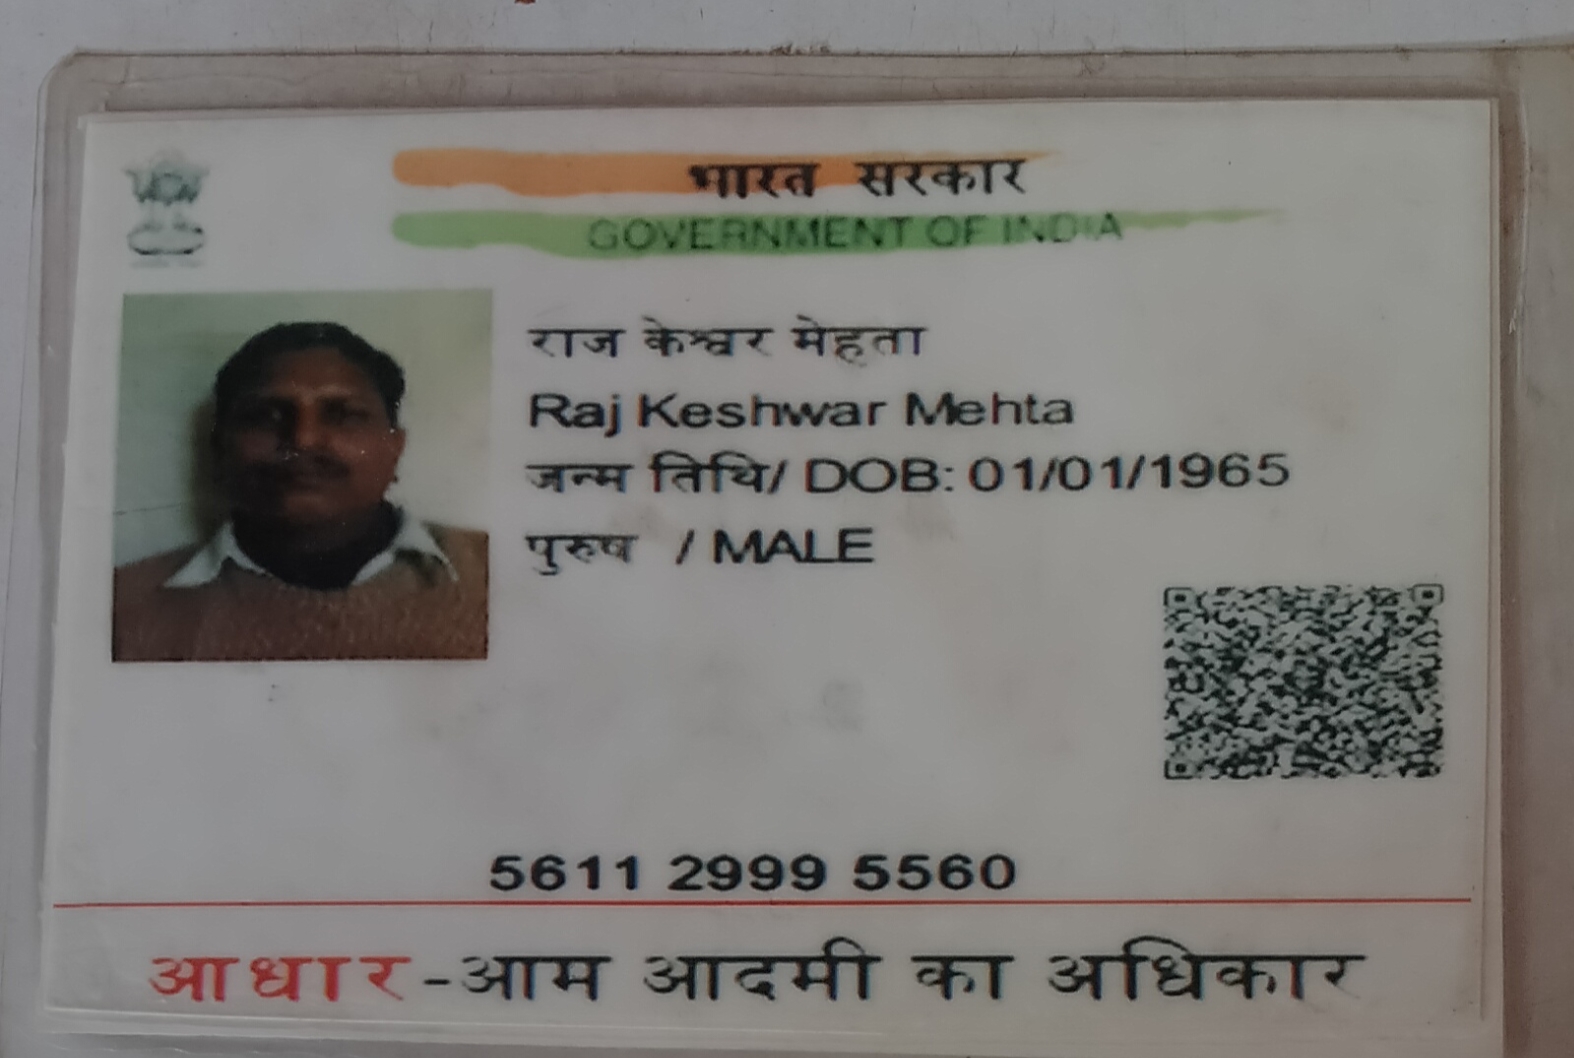 भारत सरकार
GOVERNMENT OF INDIA
राज केश्वर मेहता
Raj Keshwar Mehta
जन्म तिथि/ DOB: 01/01/1965
पुरुष / MALE
5611 2999 5560
आधार-आम आदमी का अधिकार